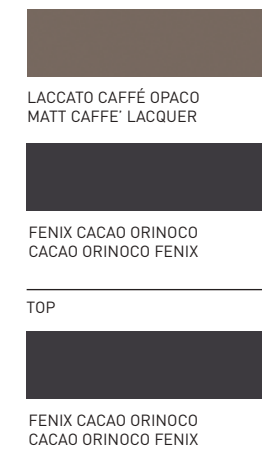 LACCATO CAFFÉ OPACO
MATT CAFFE' LACQUER
FENIX CACAO ORINOCO
CACAO ORINOCO FENIX
TOP
FENIX CACAO ORINOCO
CACAO ORINOCO FENIX